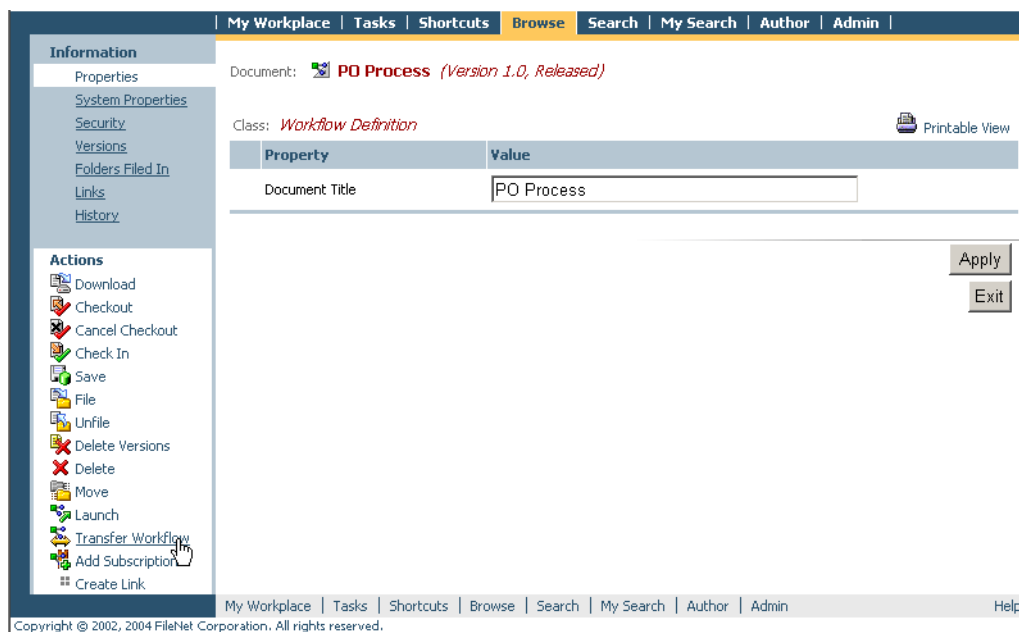 My Workplace | Tasks | Shortcuts | Browse | Search | My Search | Author | Admin |
Information
Properties
System Properties
Security
Versions
Folders Filed In
Links
History
Document: PO Process (Version 1.0, Released)
Class: Workflow Definition
Printable View
Property Value
Document Title PO Process
Apply
Exit
Actions
Download
Checkout
Cancel Checkout
Check In
Save
File
Unfile
Delete Versions
Delete
Move
Launch
Transfer Workflow
Add Subscription
Create Link
My Workplace | Tasks | Shortcuts | Browse | Search | My Search | Author | Admin Help
Copyright © 2002, 2004 FileNet Corporation. All rights reserved.